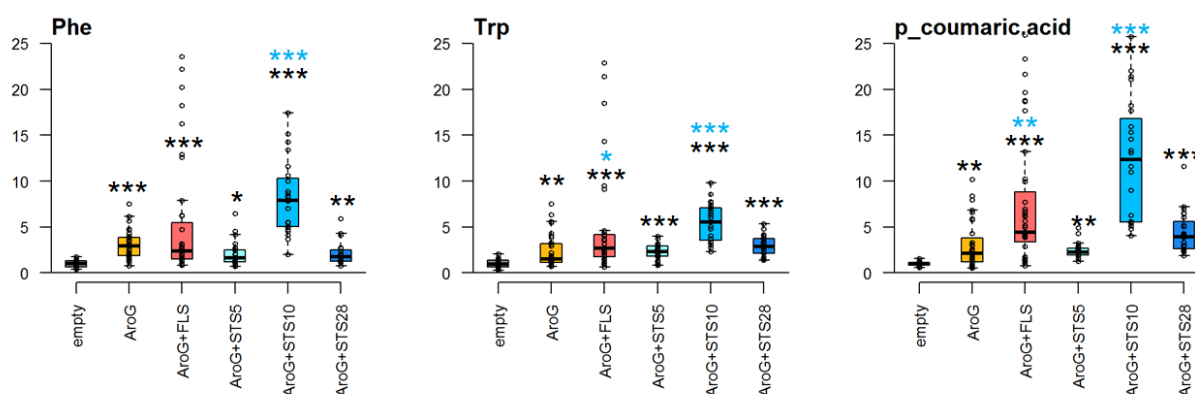 Phe
25
20
15
10
5
0
***
***
***
*
***
**
empty
AroG
AroG+FLS
AroG+STS5
AroG+STS10
AroG+STS28
Trp
25
20
15
10
5
0
**
*
***
***
***
***
***
empty
AroG
AroG+FLS
AroG+STS5
AroG+STS10
AroG+STS28
p_coumaric acid
25
20
15
10
5
0
**
**
***
**
***
***
***
empty
AroG
AroG+FLS
AroG+STS5
AroG+STS10
AroG+STS28